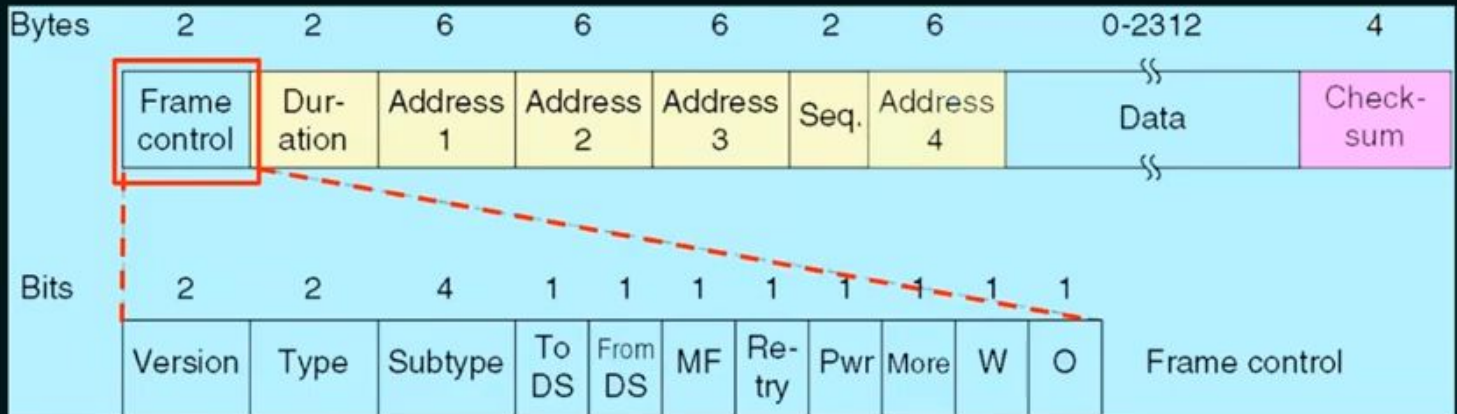 Bytes 2 2 6 6 6 2 6 0-2312 4
Frame control Dur-ation Address 1 Address 2 Address 3 Seq. Address 4 Data Check-sum
Bits 2 2 4 1 1 1 1 1 1 1 1
Version Type Subtype To DS From DS MF Re-try Pwr More W O Frame control